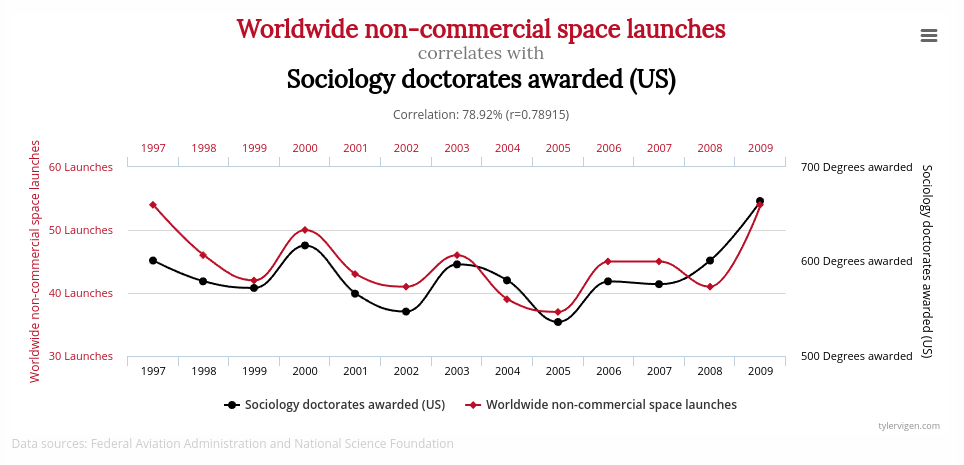 Worldwide non-commercial space launches
correlates with
Sociology doctorates awarded (US)
Correlation: 78.92% (r=0.78915)
1997 1998 1999 2000 2001 2002 2003 2004 2005 2006 2007 2008 2009
Worldwide non-commercial space launches
60 Launches
50 Launches
40 Launches
30 Launches
700 Degrees awarded
600 Degrees awarded
500 Degrees awarded
Sociology doctorates awarded (US)
1997 1998 1999 2000 2001 2002 2003 2004 2005 2006 2007 2008 2009
Sociology doctorates awarded (US) Worldwide non-commercial space launches
tylervigen.com
Data sources: Federal Aviation Administration and National Science Foundation